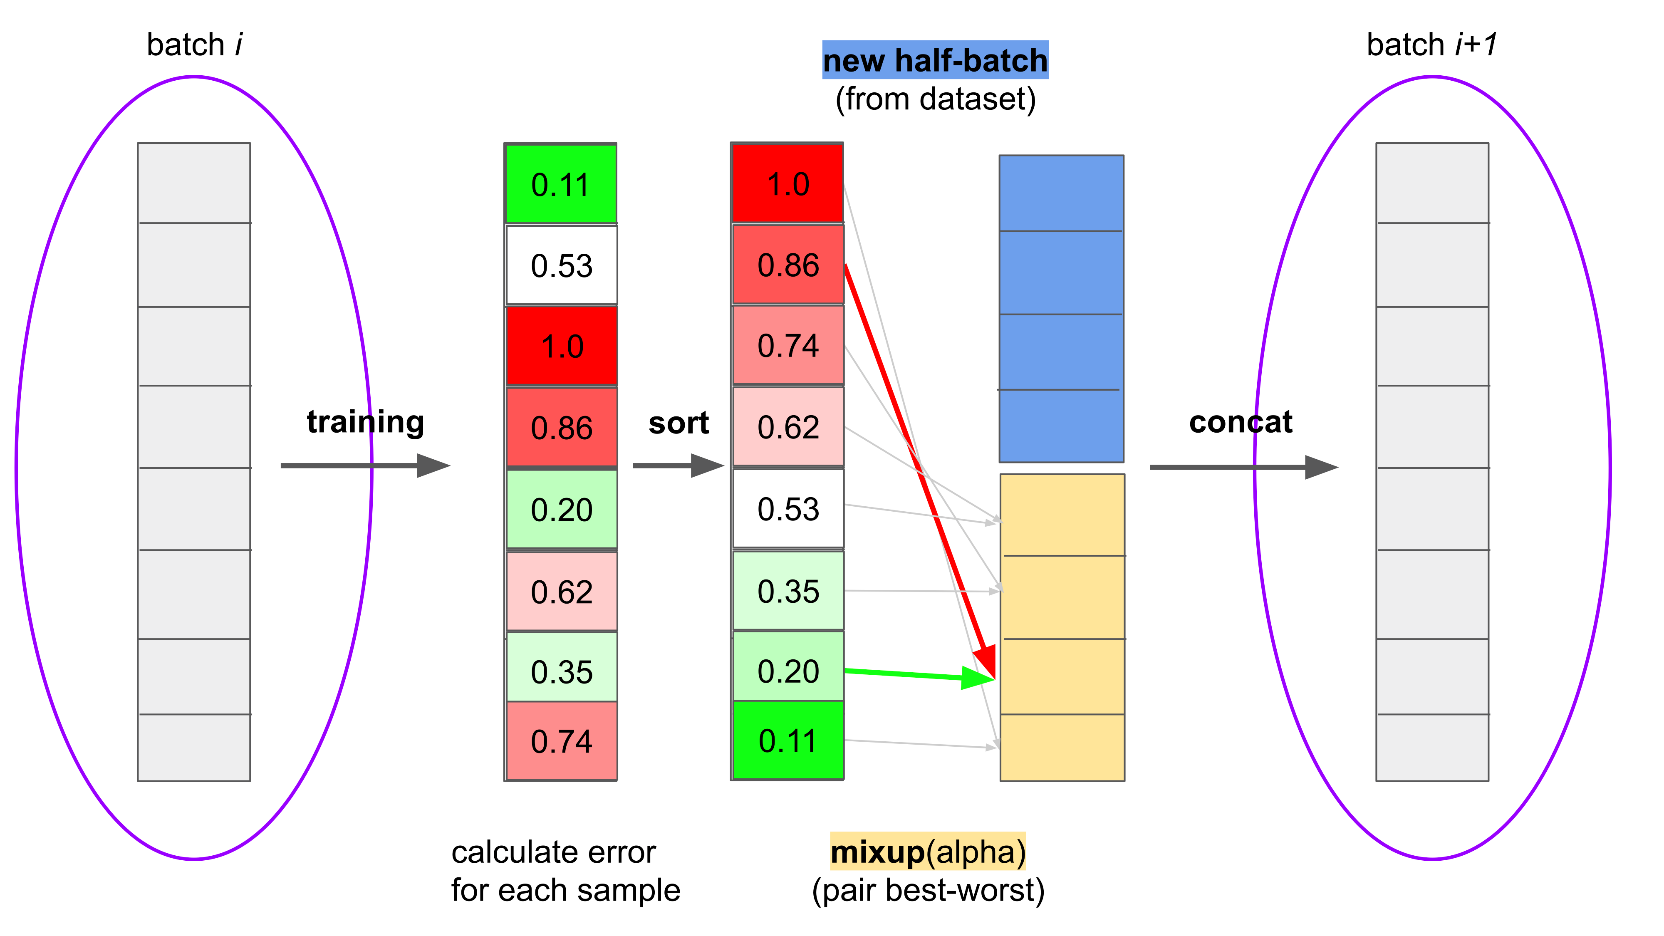 batch i
training
0.11
0.53
1.0
0.86
0.20
0.62
0.35
0.74
calculate error
for each sample
sort
1.0
0.86
0.74
0.62
0.53
0.35
0.20
0.11
new half-batch
(from dataset)
mixup(alpha)
(pair best-worst)
concat
batch i+1